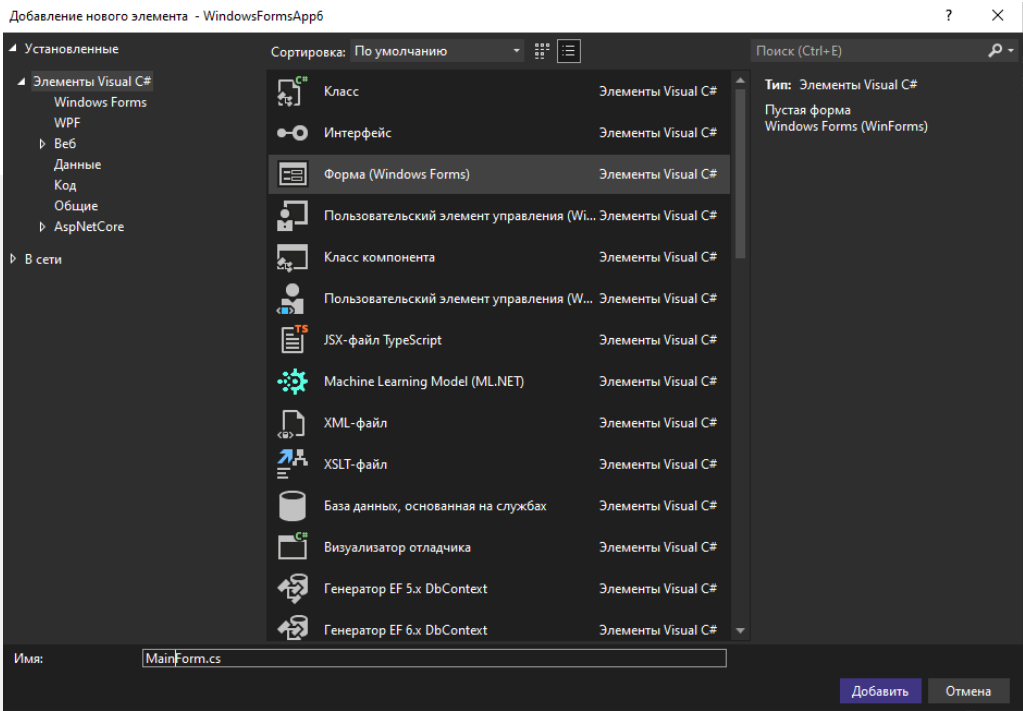 Добавление нового элемента - WindowsFormsApp6
?
Установленные
Сортировка: По умолчанию
Поиск (Ctrl+E)
Элементы Visual C#
Windows Forms
WPF
Веб
Данные
Код
Общие
AspNetCore
В сети
C# Класс Элементы Visual C#
Интерфейс Элементы Visual C#
Форма (Windows Forms) Элементы Visual C#
Пользовательский элемент управления (Wi... Элементы Visual C#
Класс компонента Элементы Visual C#
Пользовательский элемент управления (W... Элементы Visual C#
TS JSX-файл TypeScript Элементы Visual C#
Machine Learning Model (ML.NET) Элементы Visual C#
XML-файл Элементы Visual C#
XSLT-файл Элементы Visual C#
База данных, основанная на службах Элементы Visual C#
C# Визуализатор отладчика Элементы Visual C#
Генератор EF 5.x DbContext Элементы Visual C#
Генератор EF 6.x DbContext Элементы Visual C#
Тип: Элементы Visual C#
Пустая форма
Windows Forms (WinForms)
Имя: MainForm.cs
Добавить Отмена